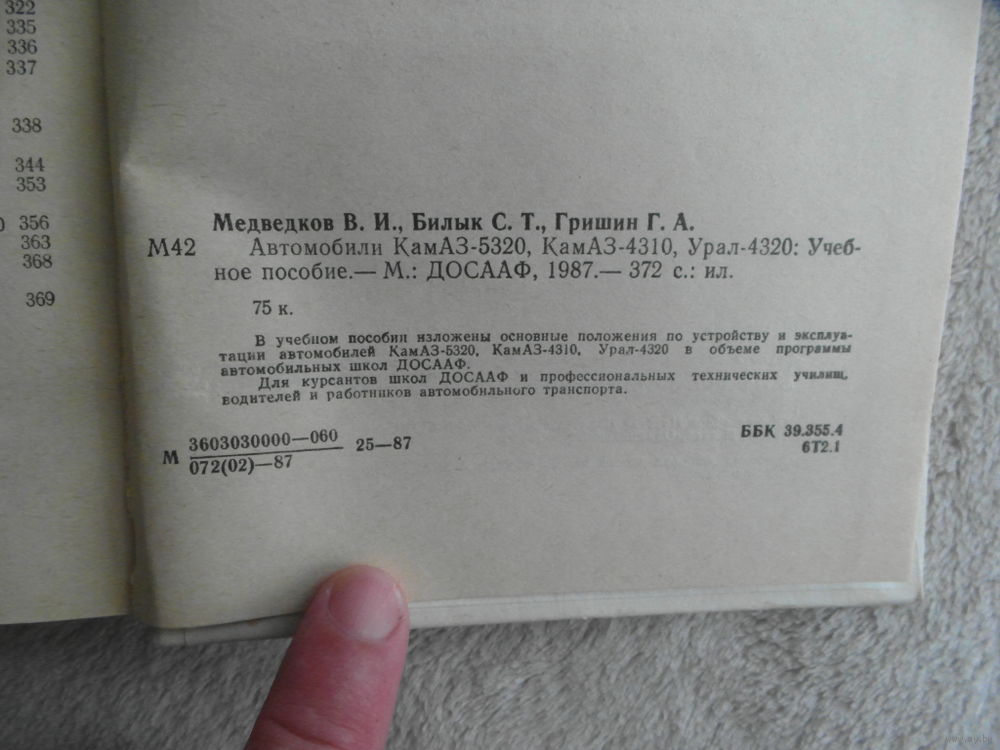 322
335
336
337
338
344
353
356
363
368
369
Медведков В. И., Билык С. Т., Гришин Г. А.
М42 Автомобили КамАЗ-5320, КамАЗ-4310, Урал-4320: Учеб-
ное пособие.— М.: ДОСААФ, 1987.— 372 с.: ил.
75 к.
В учебном пособии изложены основные положения по устройству и эксплуа-
тации автомобилей КамАЗ-5320, КамАЗ-4310, Урал-4320 в объеме программы
автомобильных школ ДОСААФ.
Для курсантов школ ДОСААФ и профессиональных технических училищ,
водителей и работников автомобильного транспорта.
М 3603030000—060 25—87
072(02)—87
ББК 39.355.4
6Т2.1